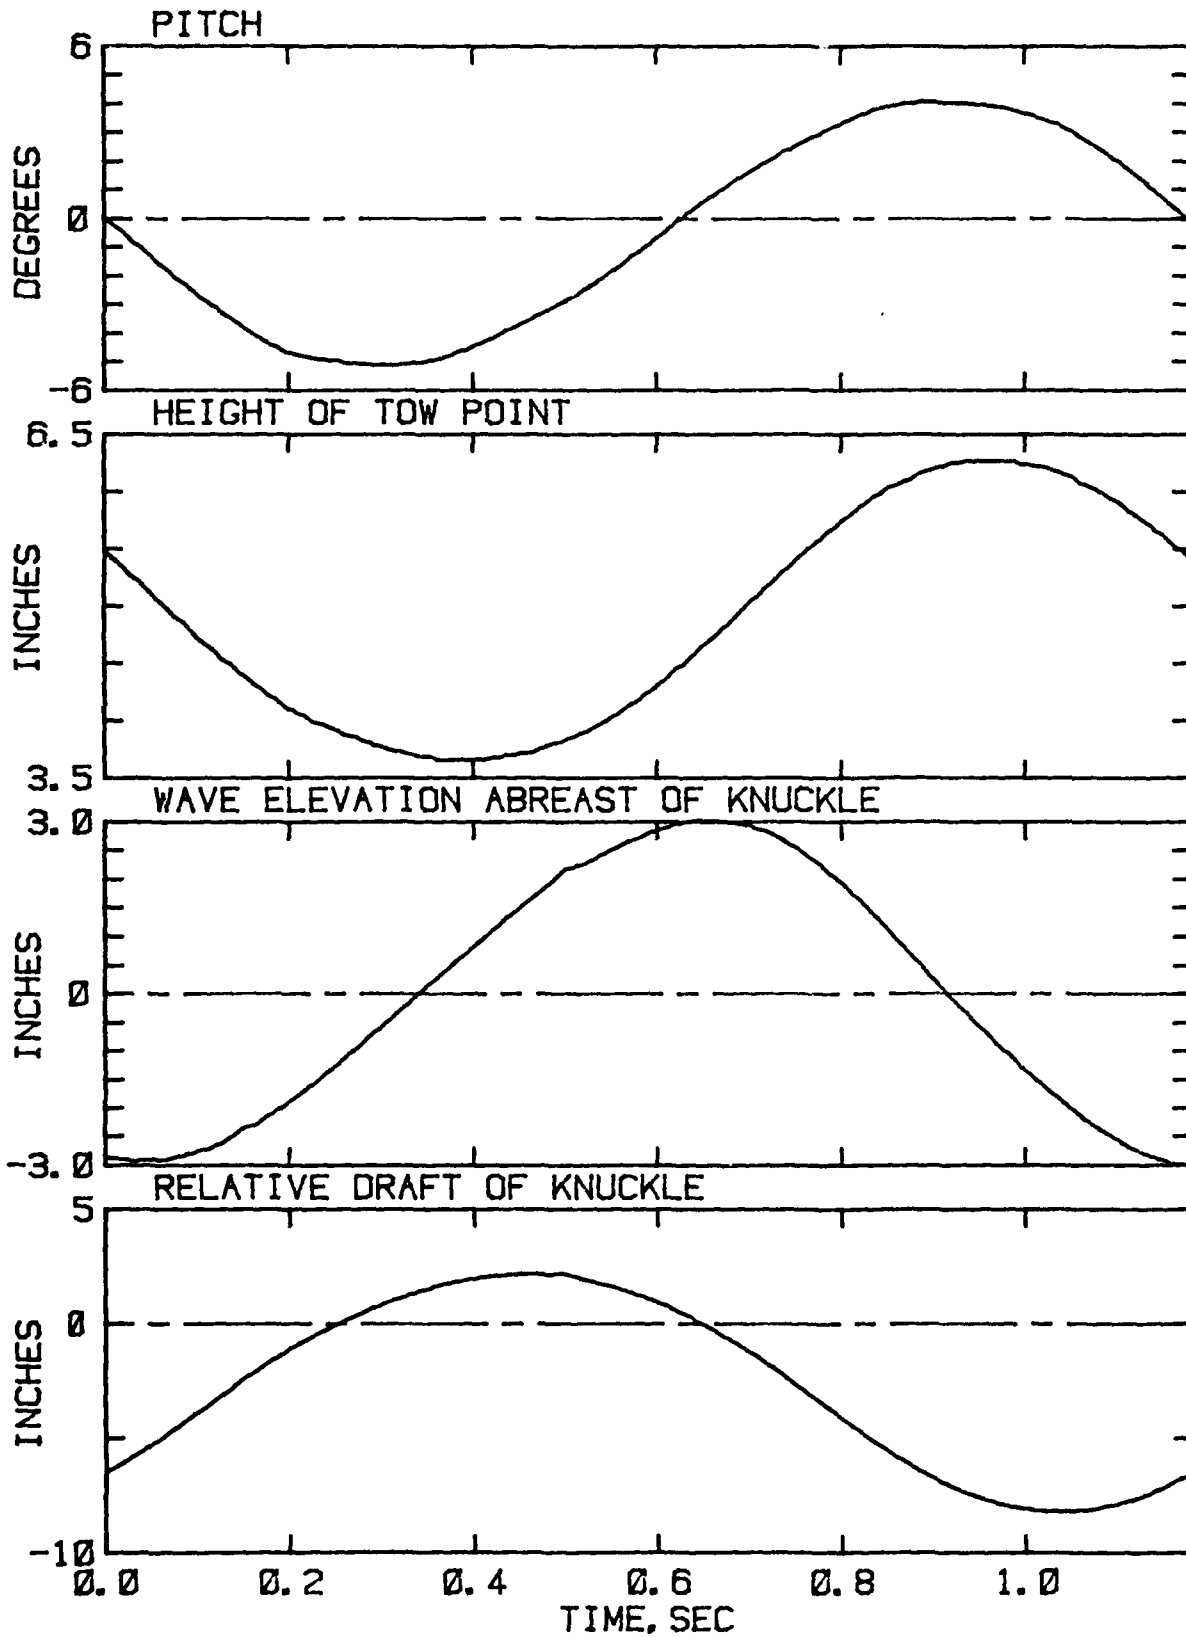 PITCH
6
0
-6
DEGREES
HEIGHT OF TOW POINT
6.5
3.5
INCHES
WAVE ELEVATION ABREAST OF KNUCKLE
3.0
0
-3.0
INCHES
RELATIVE DRAFT OF KNUCKLE
5
0
-10
INCHES
0.0 0.2 0.4 0.6 0.8 1.0
TIME, SEC